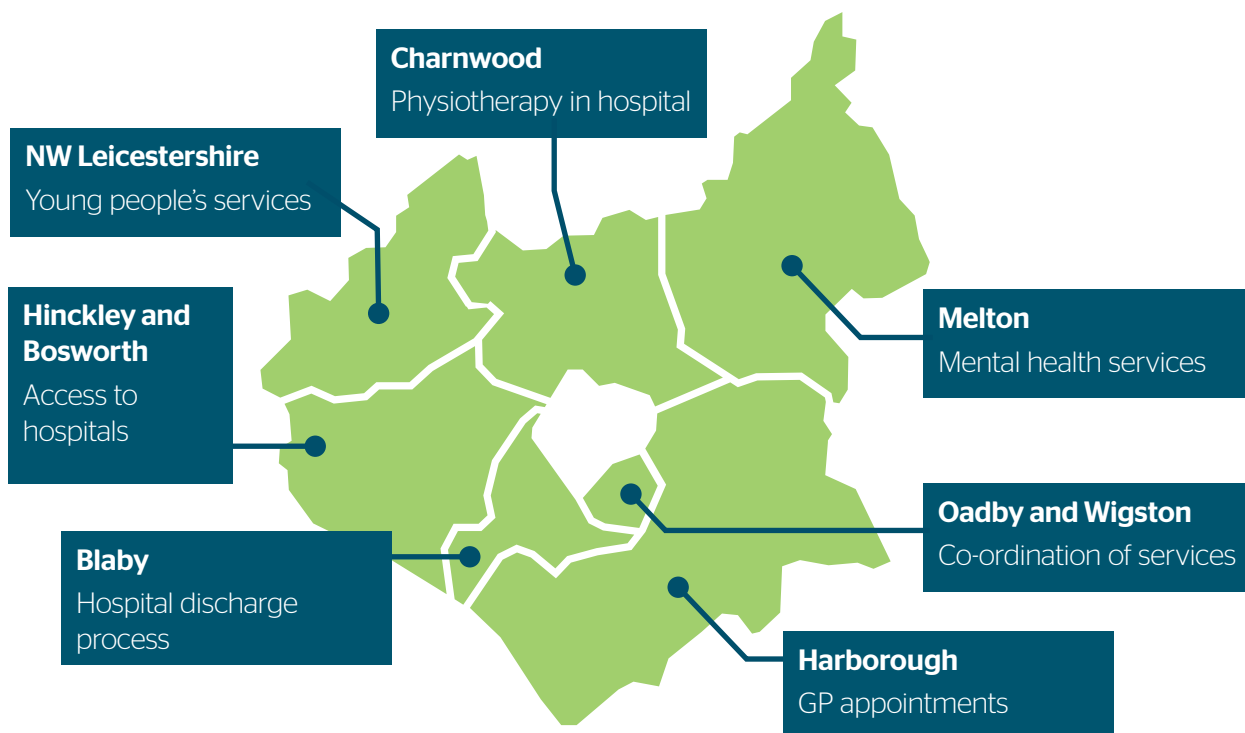 Charnwood
Physiotherapy in hospital
NW Leicestershire
Young people's services
Hinckley and
Bosworth
Access to
hospitals
Melton
Mental health services
Oadby and Wigston
Co-ordination of services
Blaby
Hospital discharge
process
Harborough
GP appointments